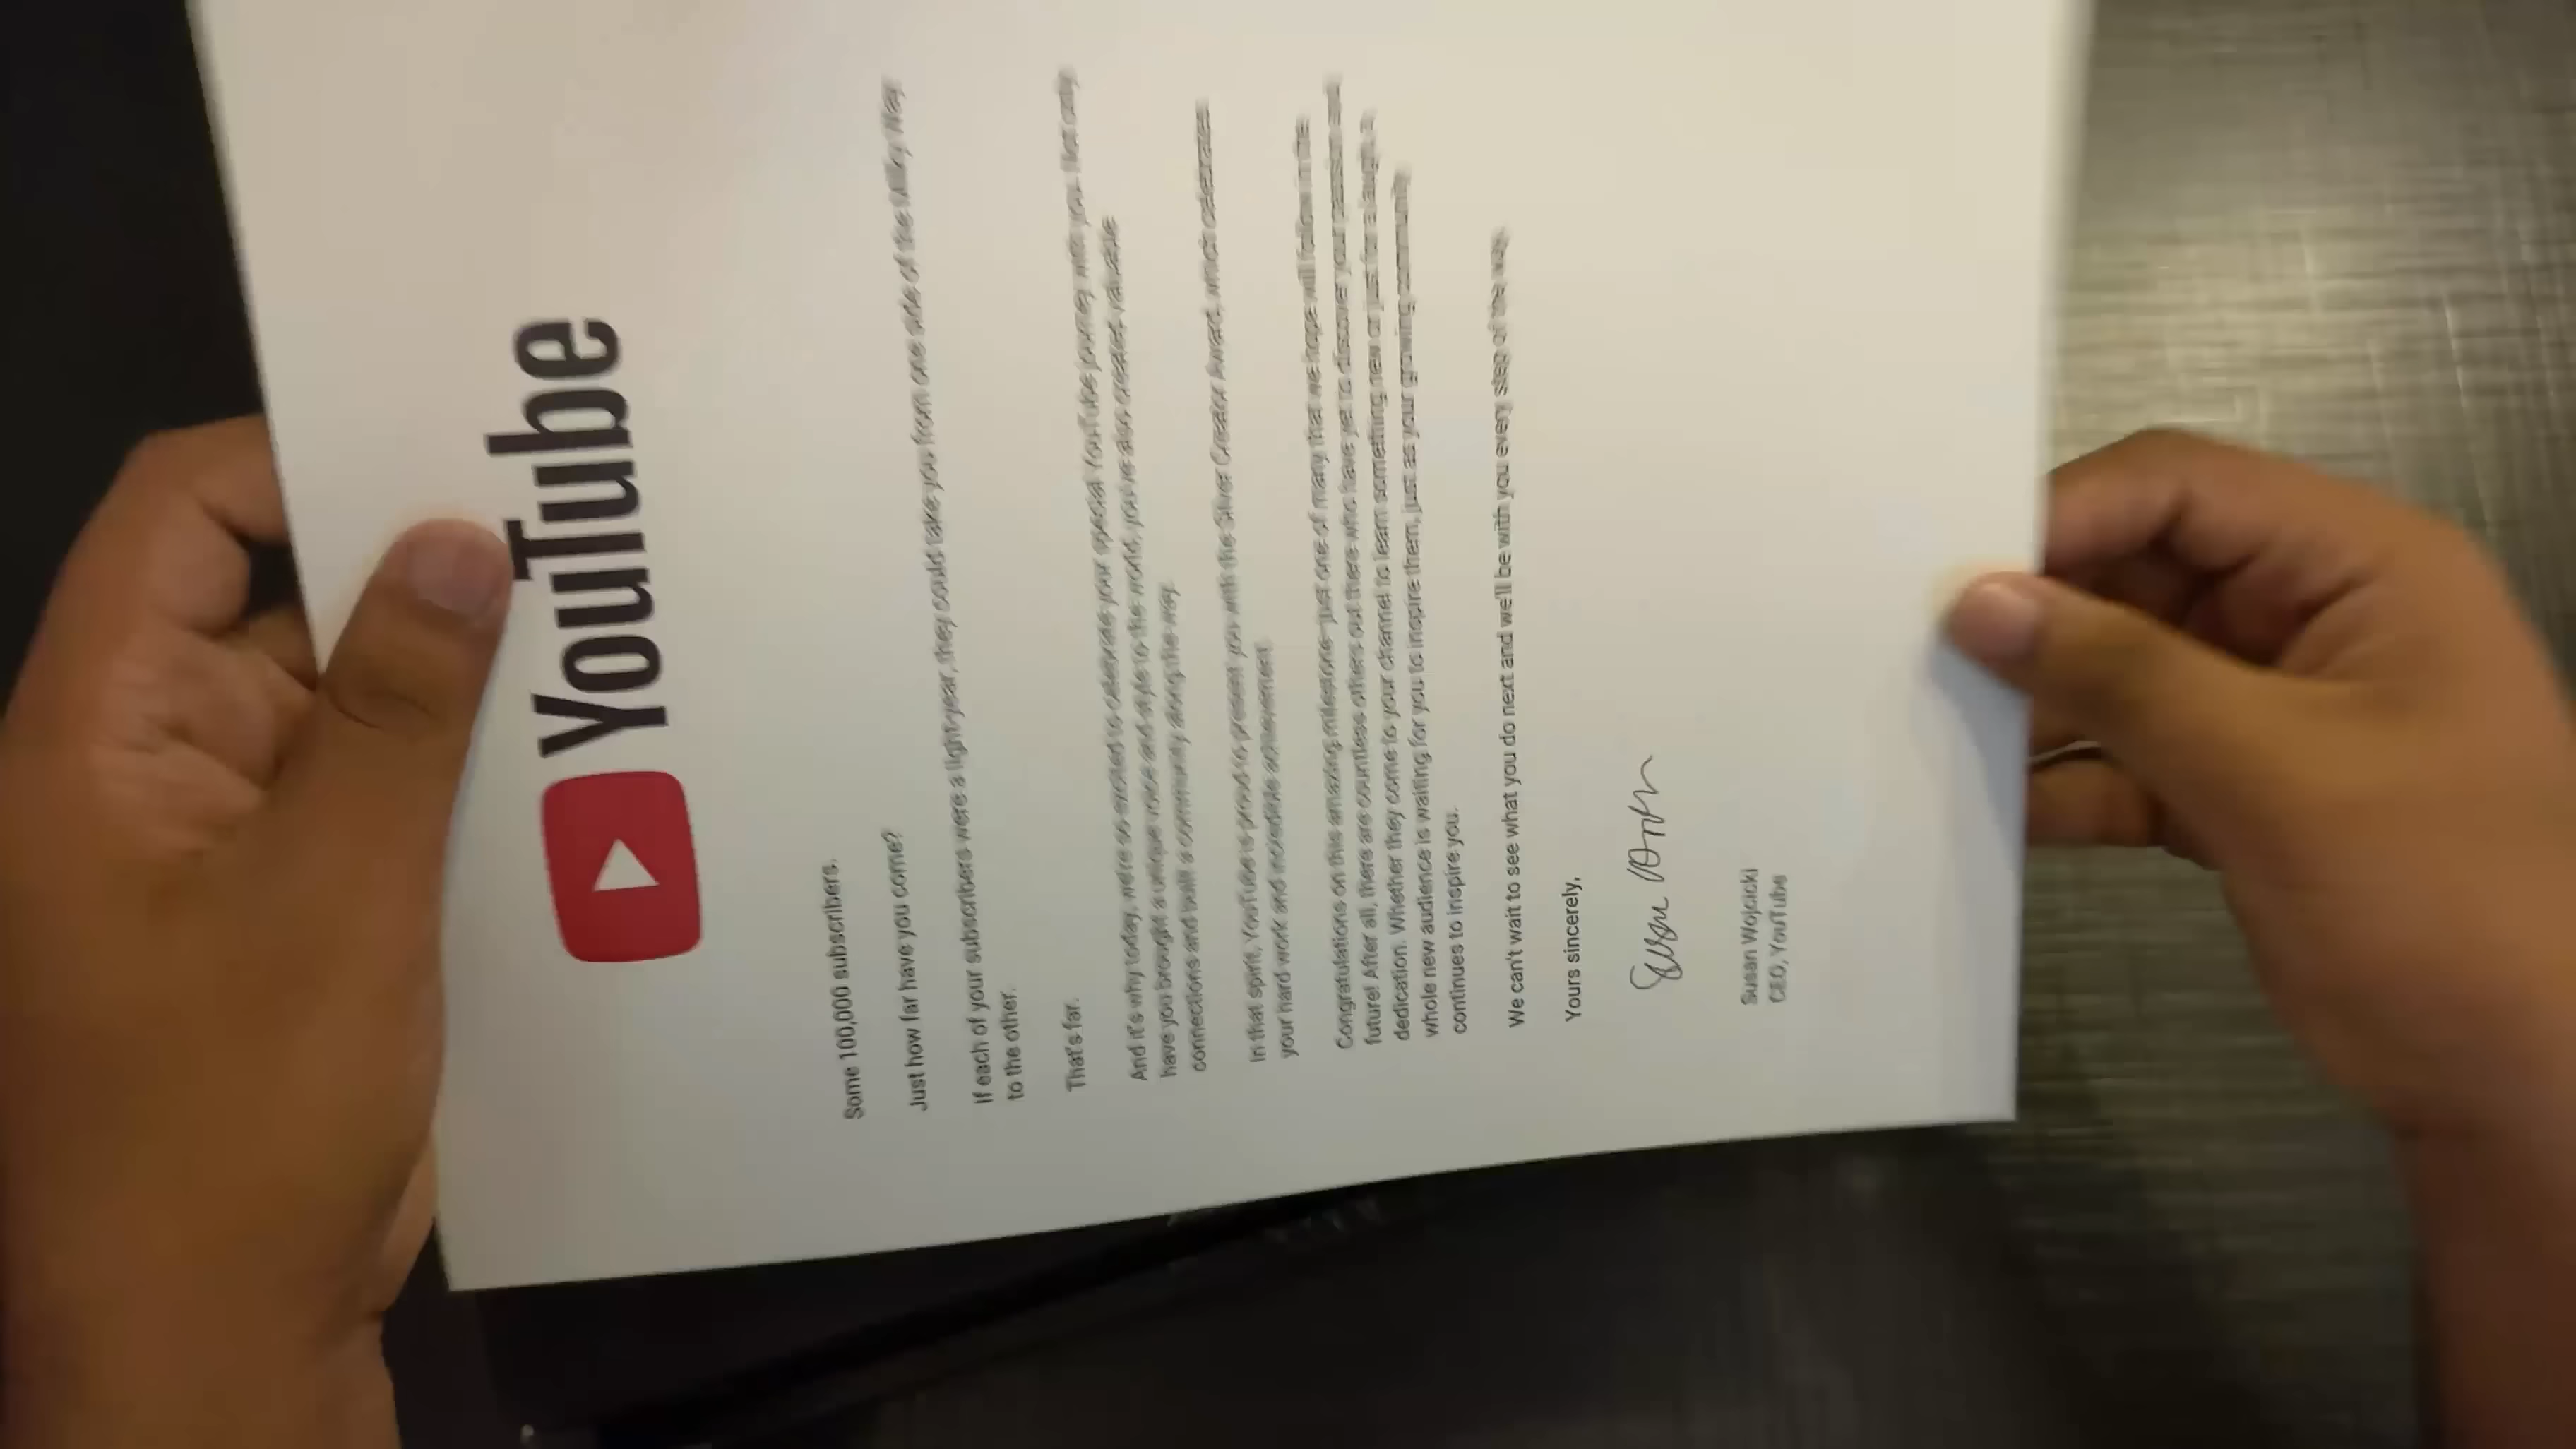 YouTube
Some 100,000 subscribers.
Just how far have you come?
If each of your subscribers were a light-year, they could take you from one side of the Milky Way
to the other.
That's far.
And it's why today, we're so excited to celebrate your special YouTube journey with you. Not only
have you brought a unique voice and style to the world, you've also created valuable
connections and built a community along the way.
In that spirit, YouTube is proud to present you with the Silver Creator Award, which celebrates
your hard work and incredible achievement.
Congratulations on this amazing milestone–just one of many that we hope will follow in the
future! After all, there are countless others out there who have yet to discover your passion and
dedication. Whether they come to your channel to learn something new or just for a laugh, a
whole new audience is waiting for you to inspire them, just as your growing community
continues to inspire you.
We can't wait to see what you do next and we'll be with you every step of the way.
Yours sincerely,
Susan Wojcicki
CEO, YouTube